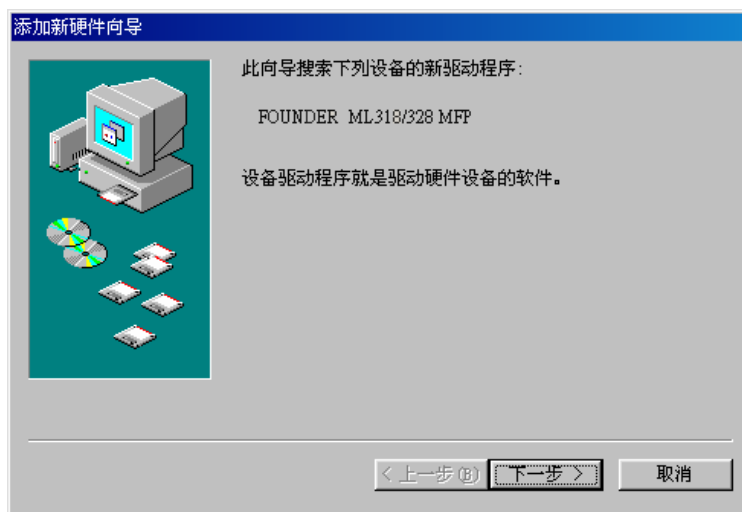 添加新硬件向导
此向导搜索下列设备的新驱动程序:
FOUNDER ML318/328 MFP
设备驱动程序就是驱动硬件设备的软件。
< 上一步(B)
下一步 >
取消